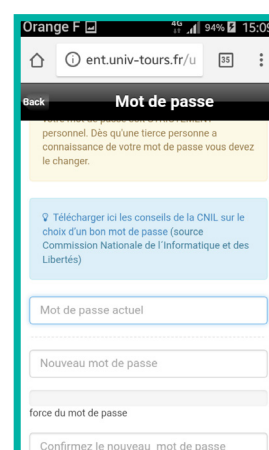 Orange F 4G 94% 15:09
ent.univ-tours.fr/u 35
Back Mot de passe
personnel. Dès qu'une tierce personne a
connaissance de votre mot de passe vous devez
le changer.
Télécharger ici les conseils de la CNIL sur le
choix d'un bon mot de passe (source
Commission Nationale de l'Informatique et des
Libertés)
Mot de passe actuel
Nouveau mot de passe
force du mot de passe
Confirmez le nouveau mot de passe